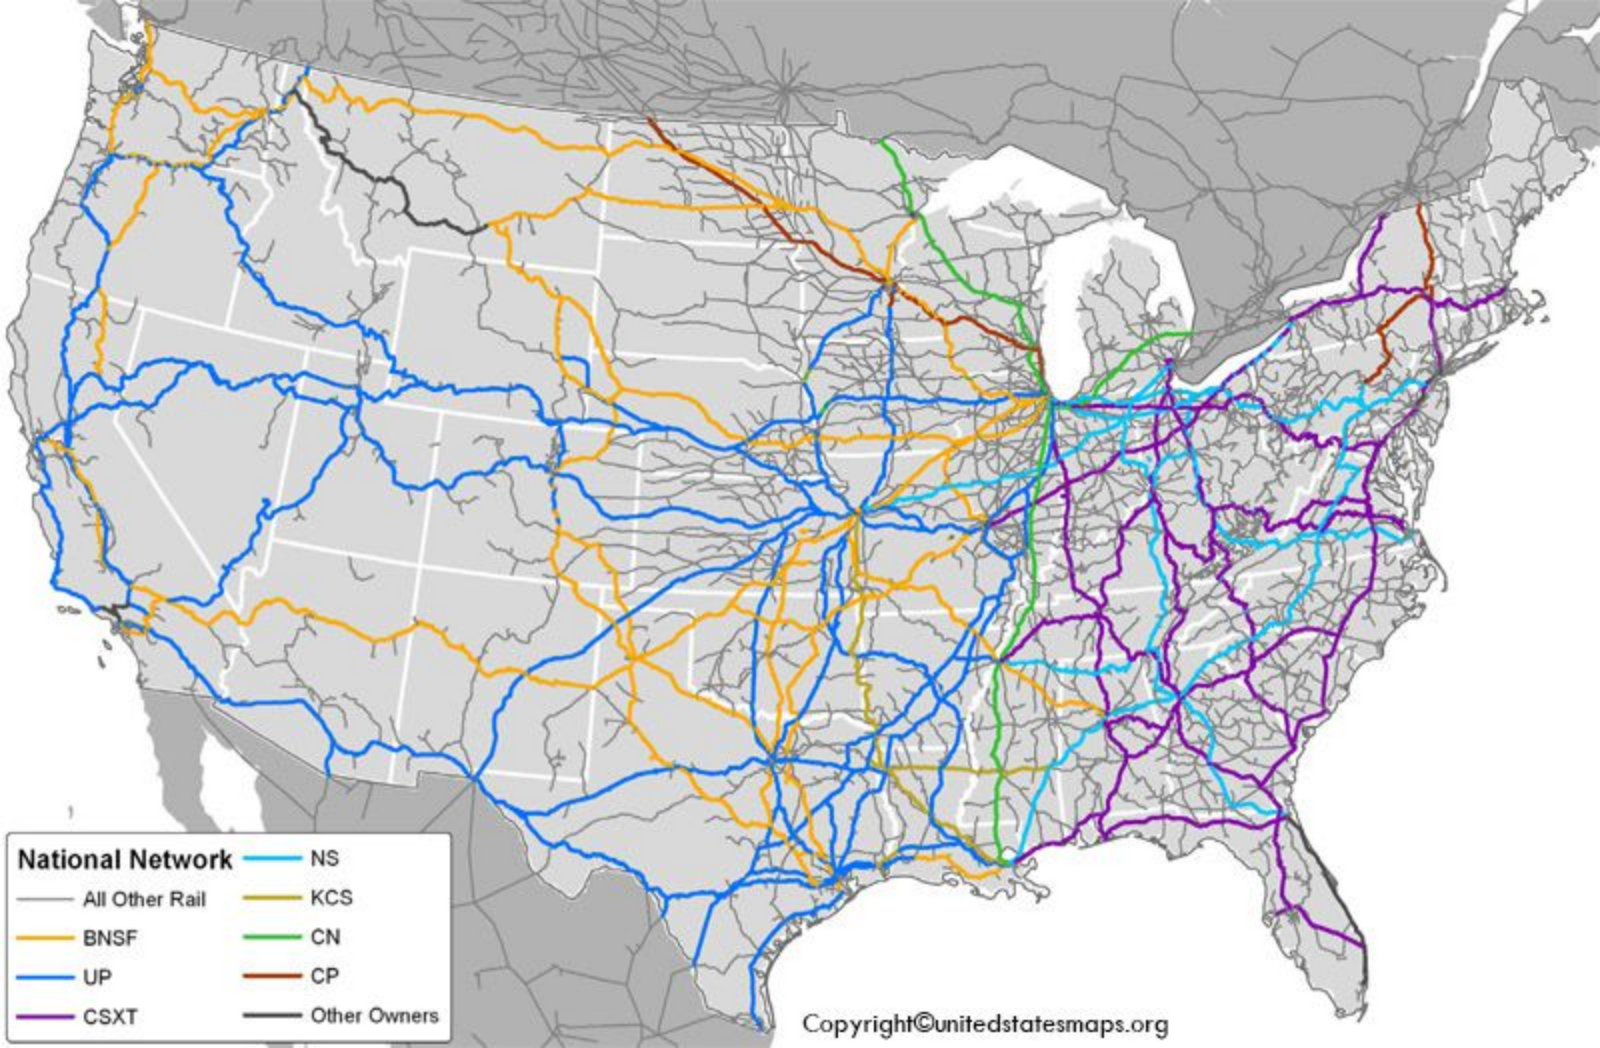 National Network
All Other Rail
BNSF
UP
CSXT
NS
KCS
CN
CP
Other Owners
Copyright©unitedstatesmaps.org